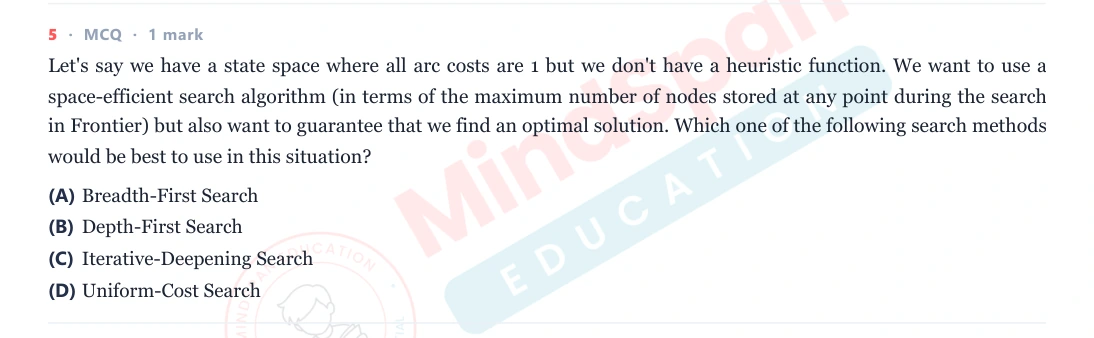 5 · MCQ · 1 mark
Let's say we have a state space where all arc costs are 1 but we don't have a heuristic function. We want to use a
space-efficient search algorithm (in terms of the maximum number of nodes stored at any point during the search
in Frontier) but also want to guarantee that we find an optimal solution. Which one of the following search methods
would be best to use in this situation?
(A) Breadth-First Search
(B) Depth-First Search
(C) Iterative-Deepening Search
(D) Uniform-Cost Search
Mindspan
EDUCATION